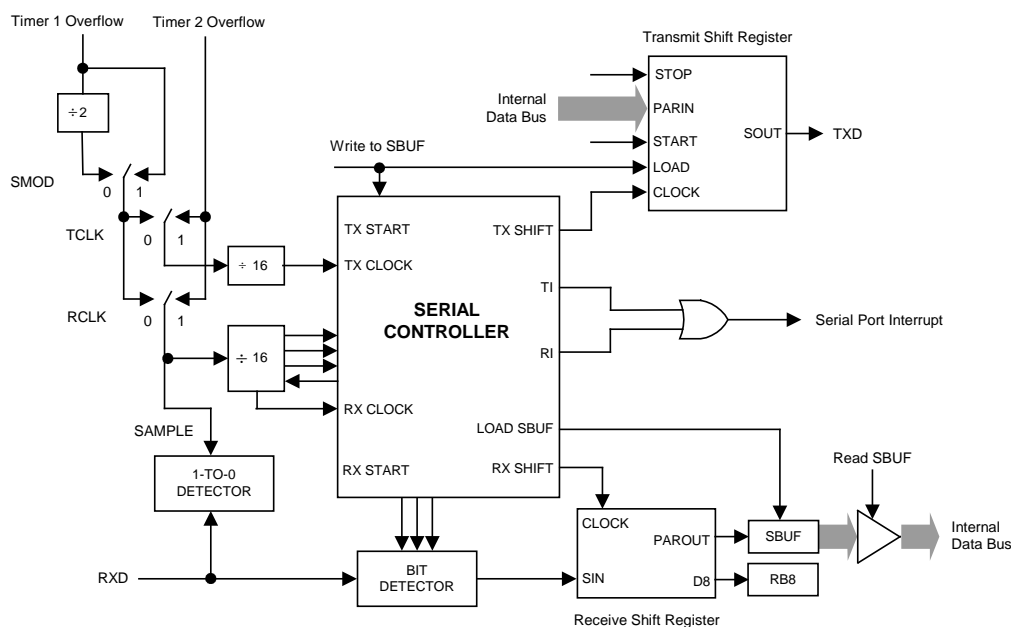 Timer 1 Overflow
Timer 2 Overflow
÷2
SMOD
0
1
TCLK
0
1
RCLK
0
1
÷ 16
÷ 16
SAMPLE
1-TO-0
DETECTOR
RXD
Write to SBUF
TX START
TX CLOCK
SERIAL
CONTROLLER
RX CLOCK
RX START
TX SHIFT
TI
RI
LOAD SBUF
RX SHIFT
BIT
DETECTOR
Transmit Shift Register
Internal
Data Bus
STOP
PARIN
START
LOAD
CLOCK
SOUT
TXD
Serial Port Interrupt
CLOCK
PAROUT
SIN
D8
Receive Shift Register
SBUF
RB8
Read SBUF
Internal
Data Bus